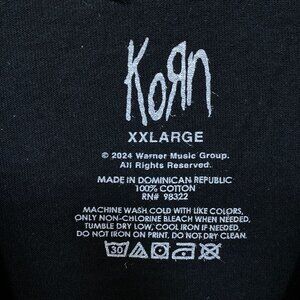 KoЯn
XXLARGE
© 2024 Warner Music Group.
All Rights Reserved.
MADE IN DOMINICAN REPUBLIC
100% COTTON
RN# 98322
MACHINE WASH COLD WITH LIKE COLORS,
ONLY NON-CHLORINE BLEACH WHEN NEEDED,
TUMBLE DRY LOW, COOL IRON IF NEEDED,
DO NOT IRON ON PRINT. DO NOT DRY CLEAN.
30